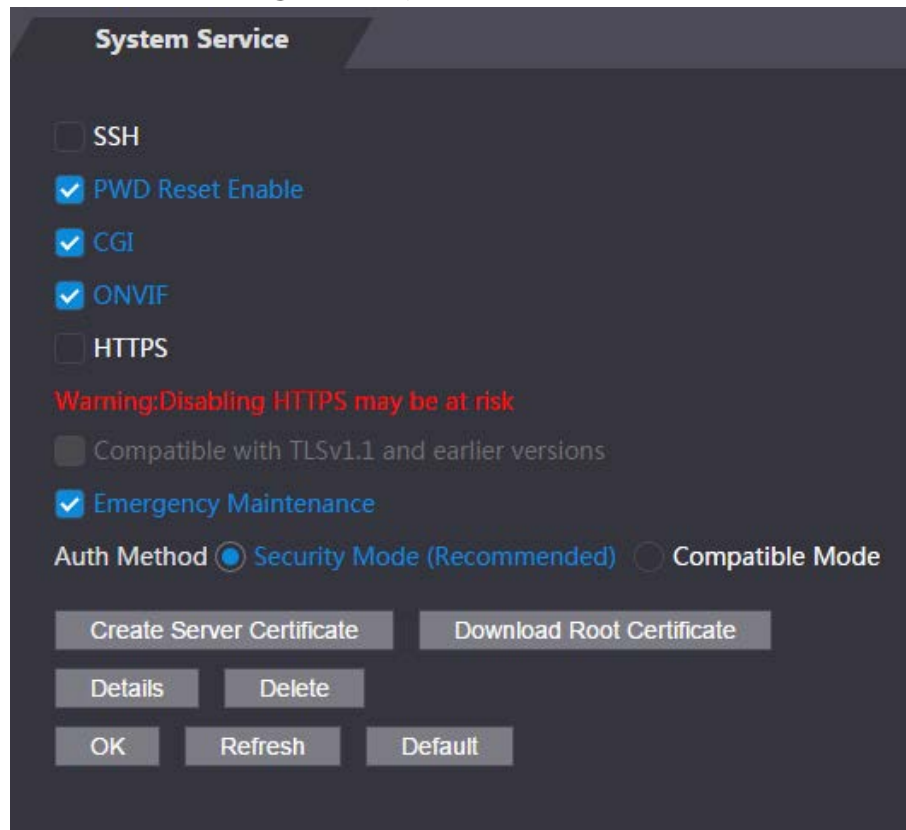 System Service
SSH
PWD Reset Enable
CGI
ONVIF
HTTPS
Warning:Disabling HTTPS may be at risk
Compatible with TLSv1.1 and earlier versions
Emergency Maintenance
Auth Method Security Mode (Recommended) Compatible Mode
Create Server Certificate Download Root Certificate
Details Delete
OK Refresh Default